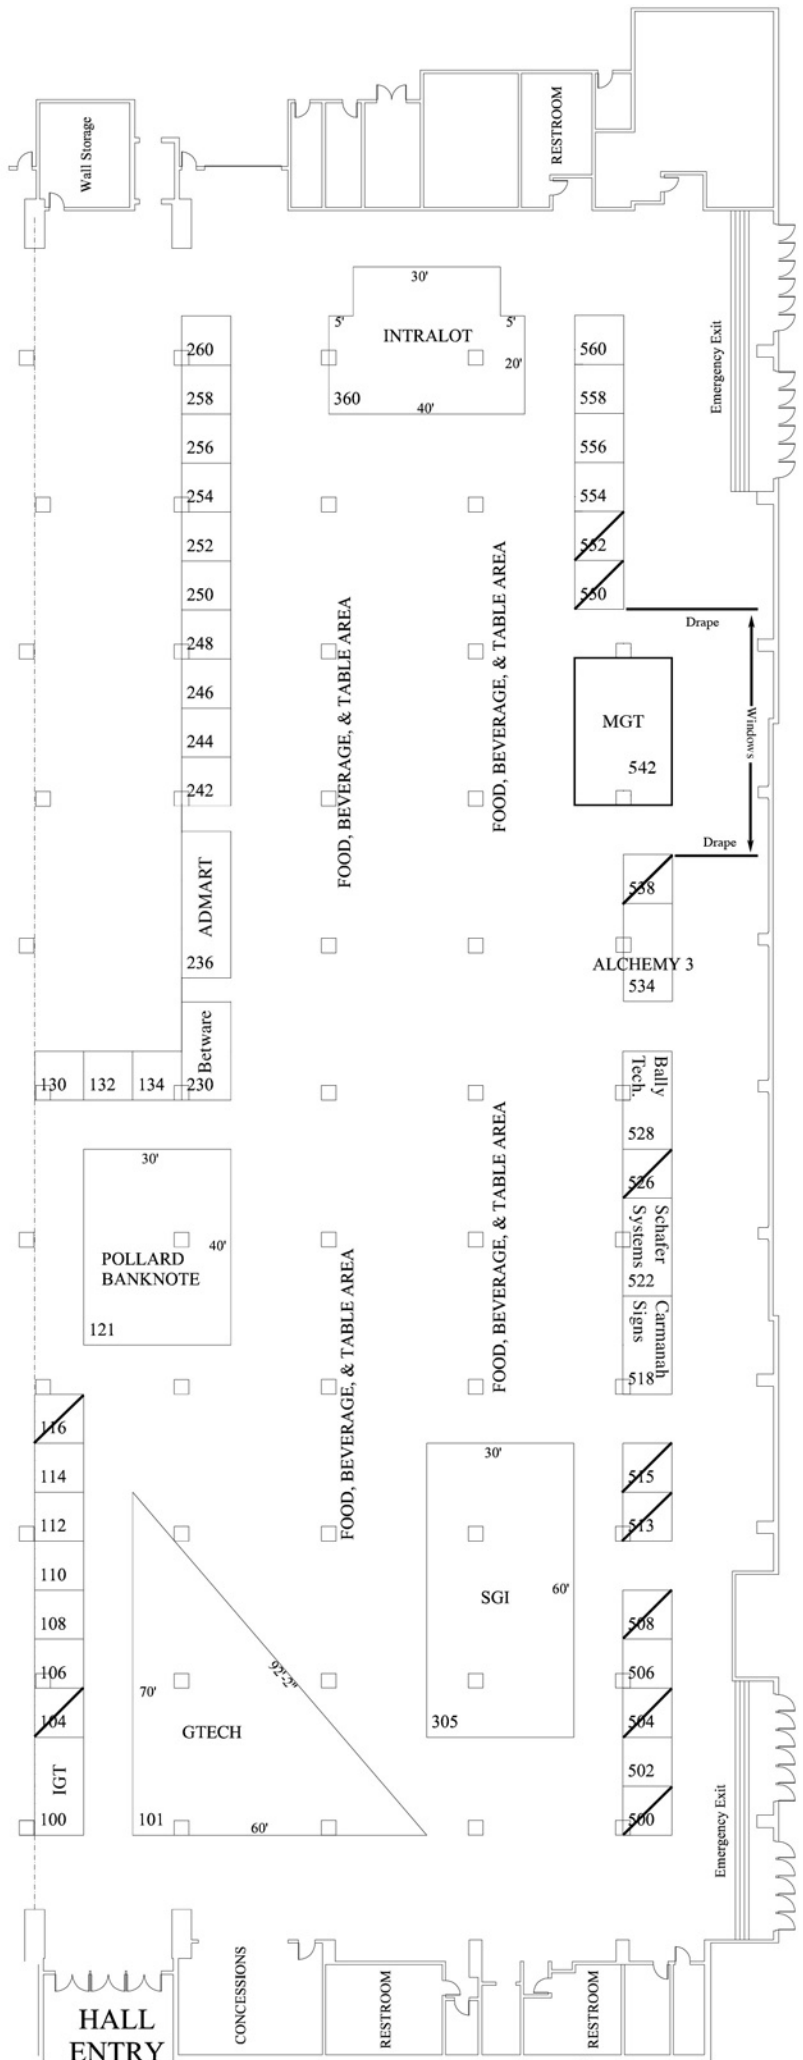 Wall Storage
RESTROOM
Emergency Exit
30'
5'
5'
INTRALOT
20'
360
40'
260
258
256
254
252
250
248
246
244
242
560
558
556
554
552
550
Drape
Windows
Drape
MGT
542
FOOD, BEVERAGE, & TABLE AREA
FOOD, BEVERAGE, & TABLE AREA
ADMART
236
Betware
230
130
132
134
538
ALCHEMY 3
534
Bally
Tech.
528
526
Schafer
Systems
522
Carmanah
Signs
518
30'
40'
POLLARD
BANKNOTE
121
FOOD, BEVERAGE, & TABLE AREA
FOOD, BEVERAGE, & TABLE AREA
116
114
112
110
108
106
104
IGT
100
70'
92'-2"
GTECH
101
60'
30'
60'
SGI
305
515
513
508
506
504
502
500
Emergency Exit
HALL
ENTRY
CONCESSIONS
RESTROOM
RESTROOM